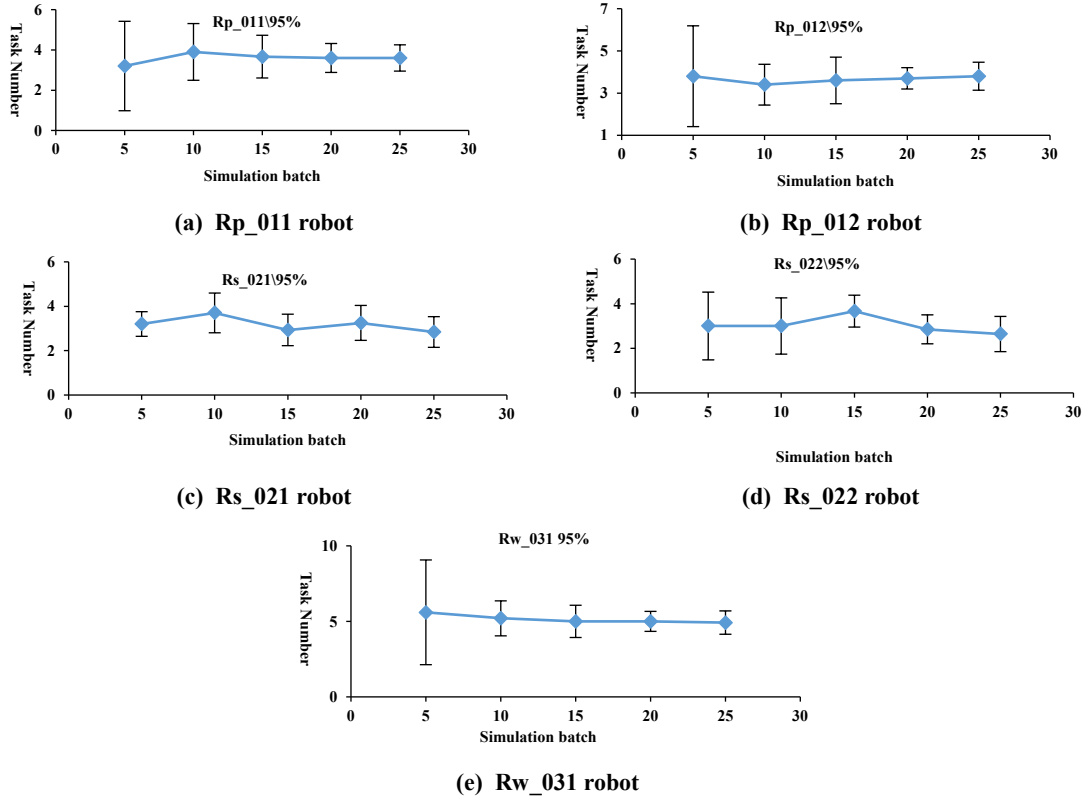 Rp_011\95%
Task Number
6
4
2
0
0 5 10 15 20 25 30
Simulation batch
(a) Rp_011 robot
Rp_012\95%
Task Number
7
5
3
1
0 5 10 15 20 25 30
Simulation batch
(b) Rp_012 robot
Rs_021\95%
Task Number
6
4
2
0
0 5 10 15 20 25 30
Simulation batch
(c) Rs_021 robot
Rs_022\95%
Task Number
6
4
2
0
0 5 10 15 20 25 30
Simulation batch
(d) Rs_022 robot
Rw_031 95%
Task Number
10
5
0
0 5 10 15 20 25 30
Simulation batch
(e) Rw_031 robot